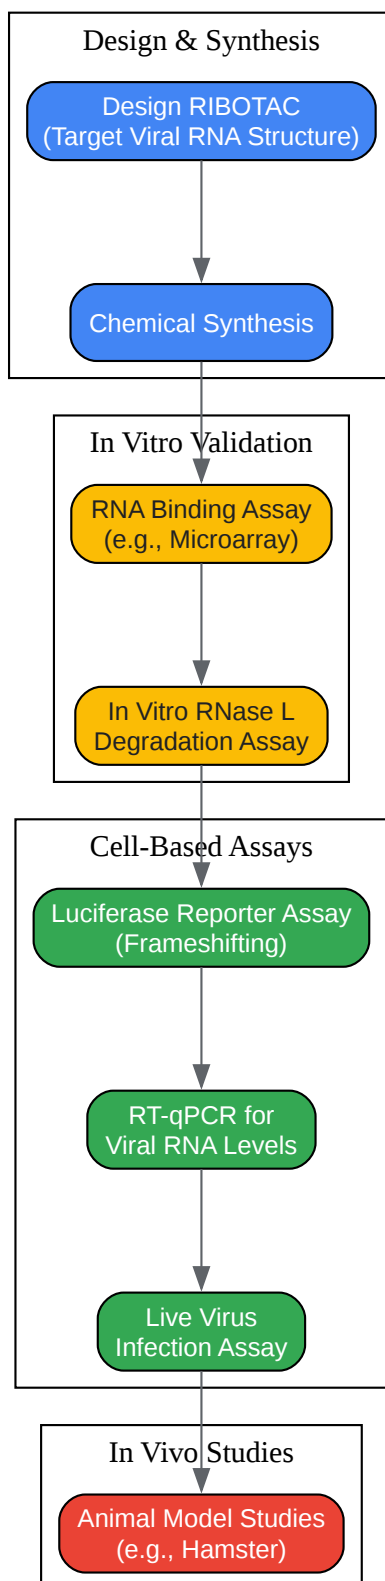 Design & Synthesis
Design RIBOTAC
(Target Viral RNA Structure)
Chemical Synthesis
In Vitro Validation
RNA Binding Assay
(e.g., Microarray)
In Vitro RNase L
Degradation Assay
Cell-Based Assays
Luciferase Reporter Assay
(Frameshifting)
RT-qPCR for
Viral RNA Levels
Live Virus
Infection Assay
In Vivo Studies
Animal Model Studies
(e.g., Hamster)